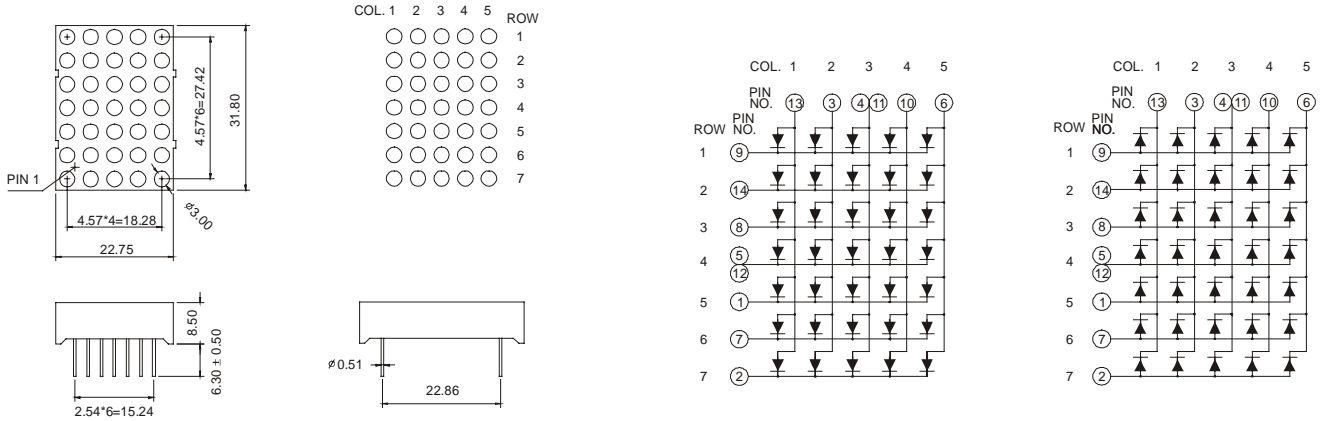 COL. 1 2 3 4 5
ROW
1
2
3
4
5
6
7
4.57*6=27.42
31.80
PIN 1
⌀3.00
4.57*4=18.28
22.75
8.50
6.30 ± 0.50
2.54*6=15.24
⌀0.51
22.86
COL. 1 2 3 4 5
PIN NO. 13 3 4 11 10 6
ROW PIN NO.
1 9
2 14
3 8
4 5 12
5 1
6 7
7 2
COL. 1 2 3 4 5
PIN NO. 13 3 4 11 10 6
ROW PIN NO.
1 9
2 14
3 8
4 5 12
5 1
6 7
7 2